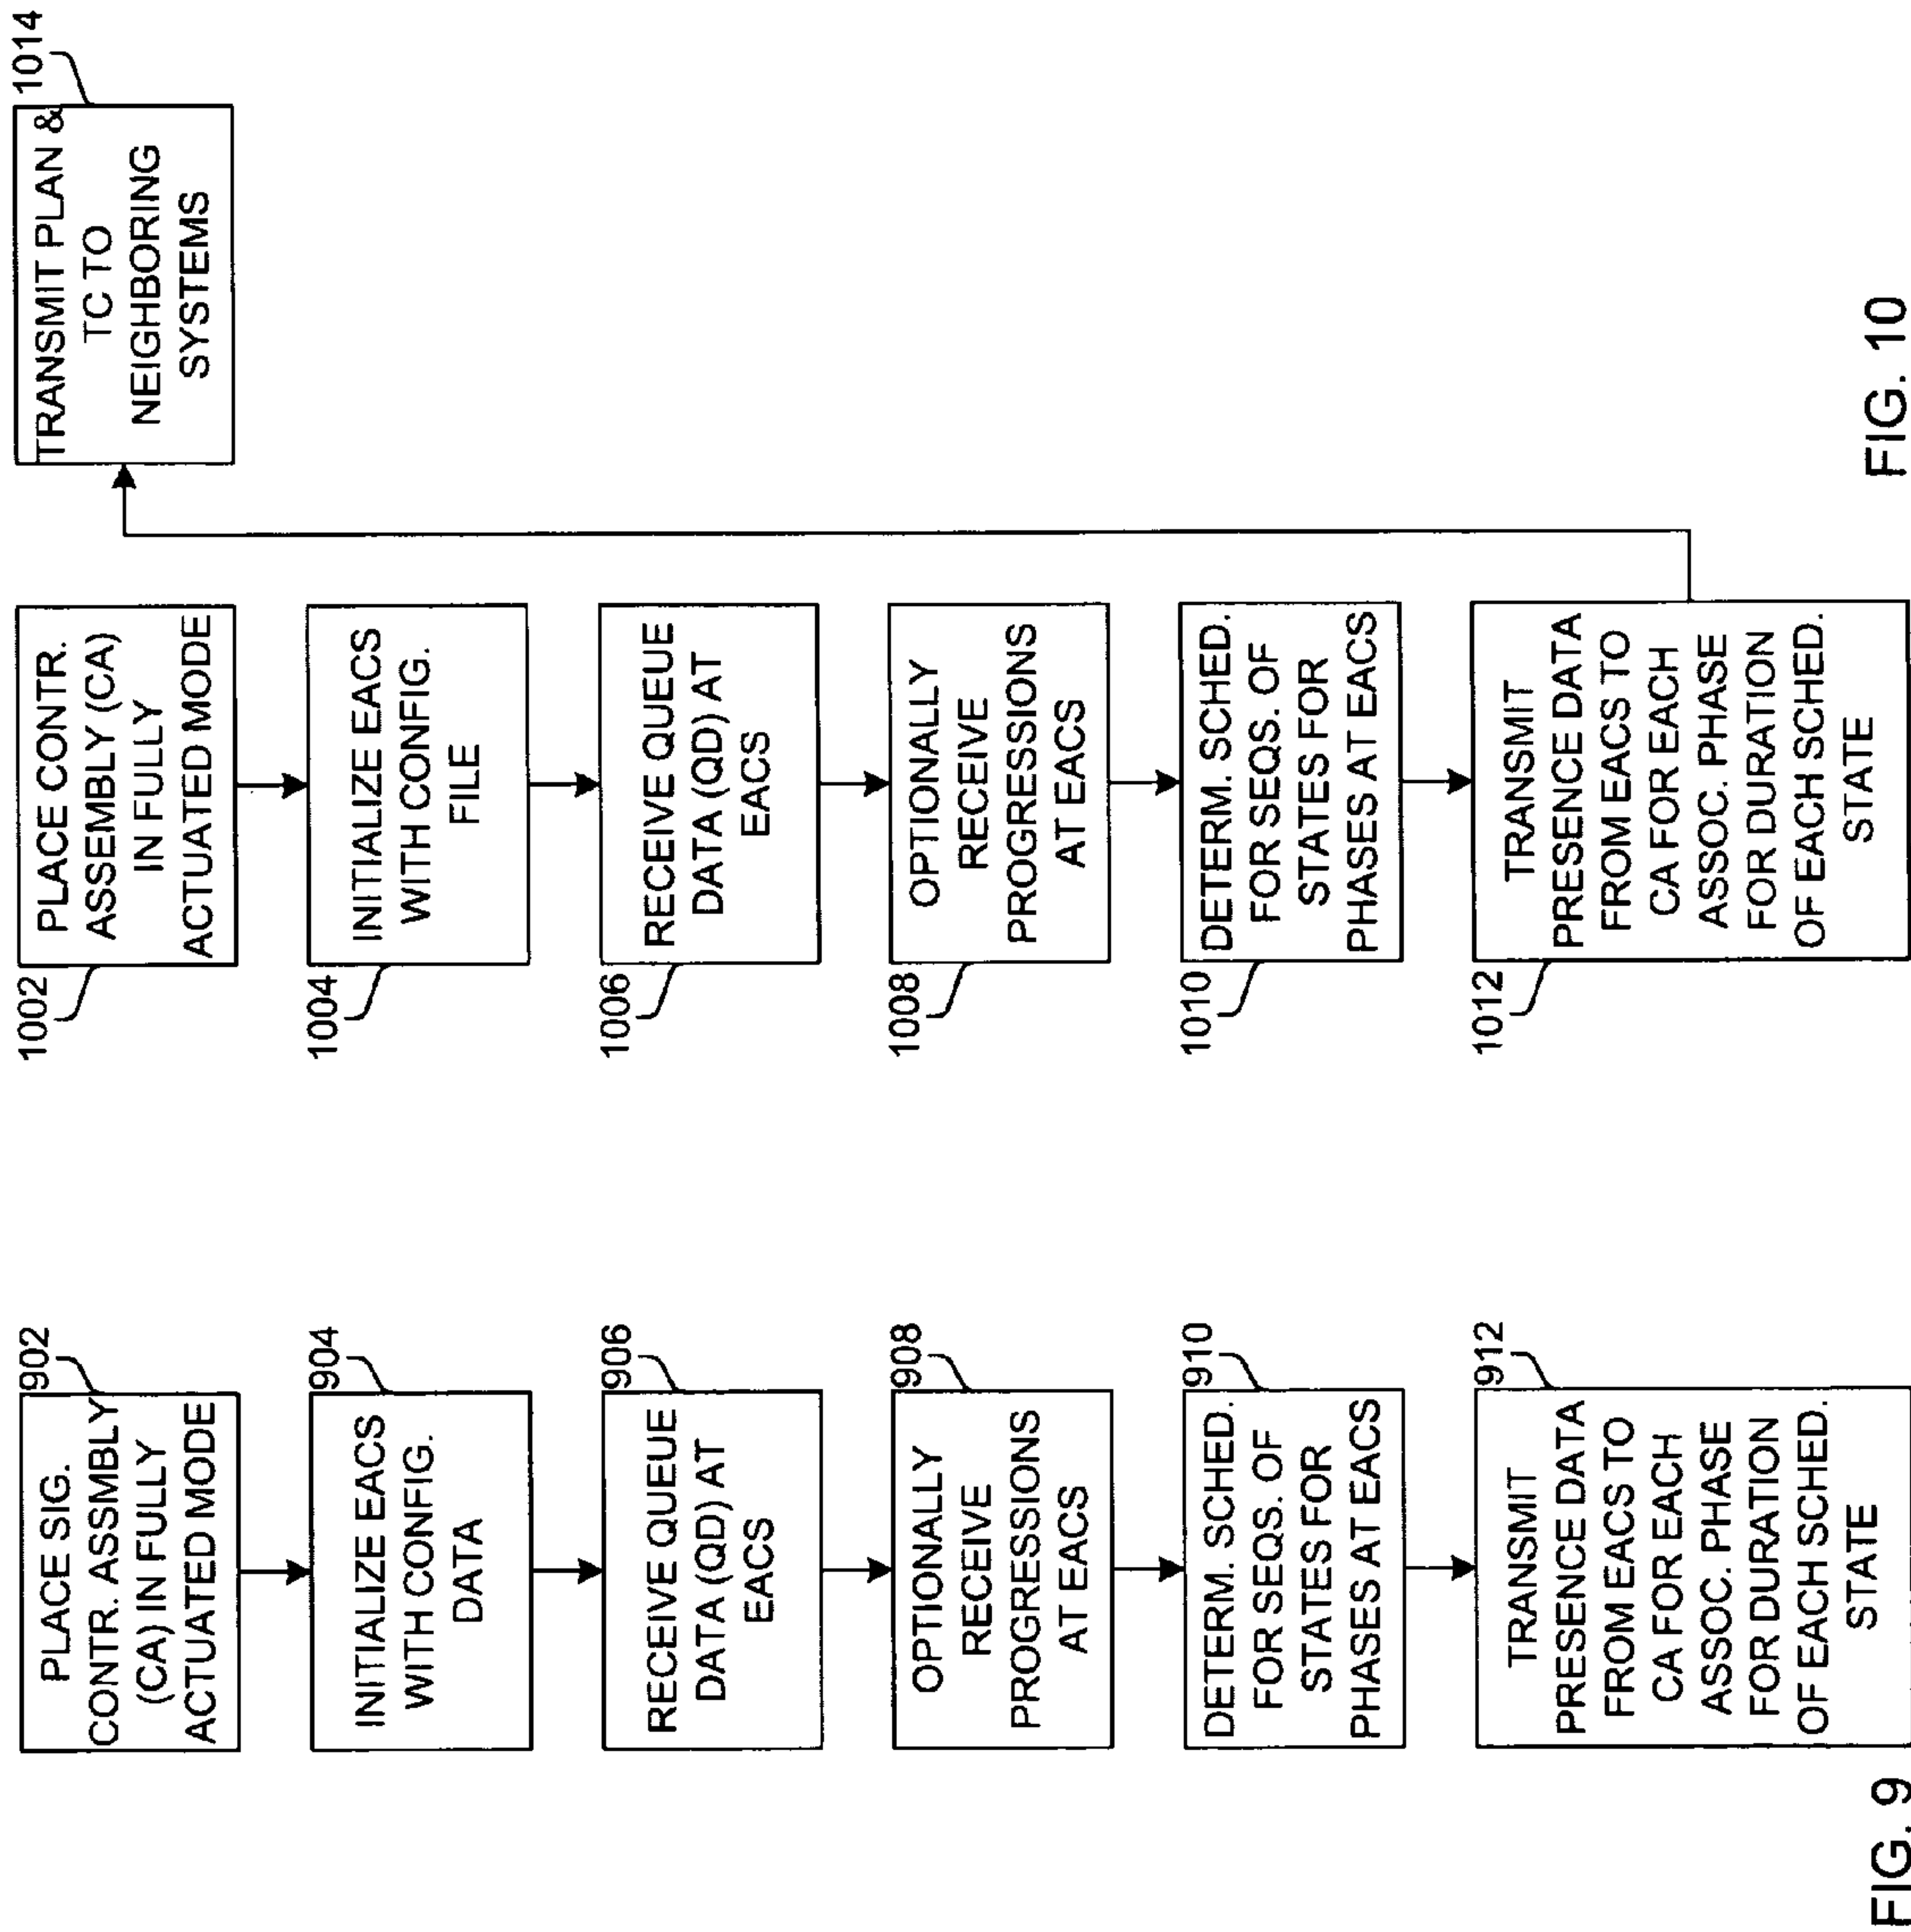 902
PLACE SIG.
CONTR. ASSMBLY
(CA) IN FULLY
ACTUATED MODE
904
INITIALIZE EACS
WITH CONFIG.
DATA
906
RECEIVE QUEUE
DATA (QD) AT
EACS
908
OPTIONALLY
RECEIVE
PROGRESSIONS
AT EACS
910
DETERM. SCHED.
FOR SEQS. OF
STATES FOR
PHASES AT EACS
912
TRANSMIT
PRESENCE DATA
FROM EACS TO
CA FOR EACH
ASSOC. PHASE
FOR DURATION
OF EACH SCHED.
STATE
FIG. 9
1002
PLACE CONTR.
ASSEMBLY (CA)
IN FULLY
ACTUATED MODE
1004
INITIALIZE EACS
WITH CONFIG.
FILE
1006
RECEIVE QUEUE
DATA (QD) AT
EACS
1008
OPTIONALLY
RECEIVE
PROGRESSIONS
AT EACS
1010
DETERM. SCHED.
FOR SEQS. OF
STATES FOR
PHASES AT EACS
1012
TRANSMIT
PRESENCE DATA
FROM EACS TO
CA FOR EACH
ASSOC. PHASE
FOR DURATION
OF EACH SCHED.
STATE
1014
TRANSMIT PLAN &
TC TO
NEIGHBORING
SYSTEMS
FIG. 10